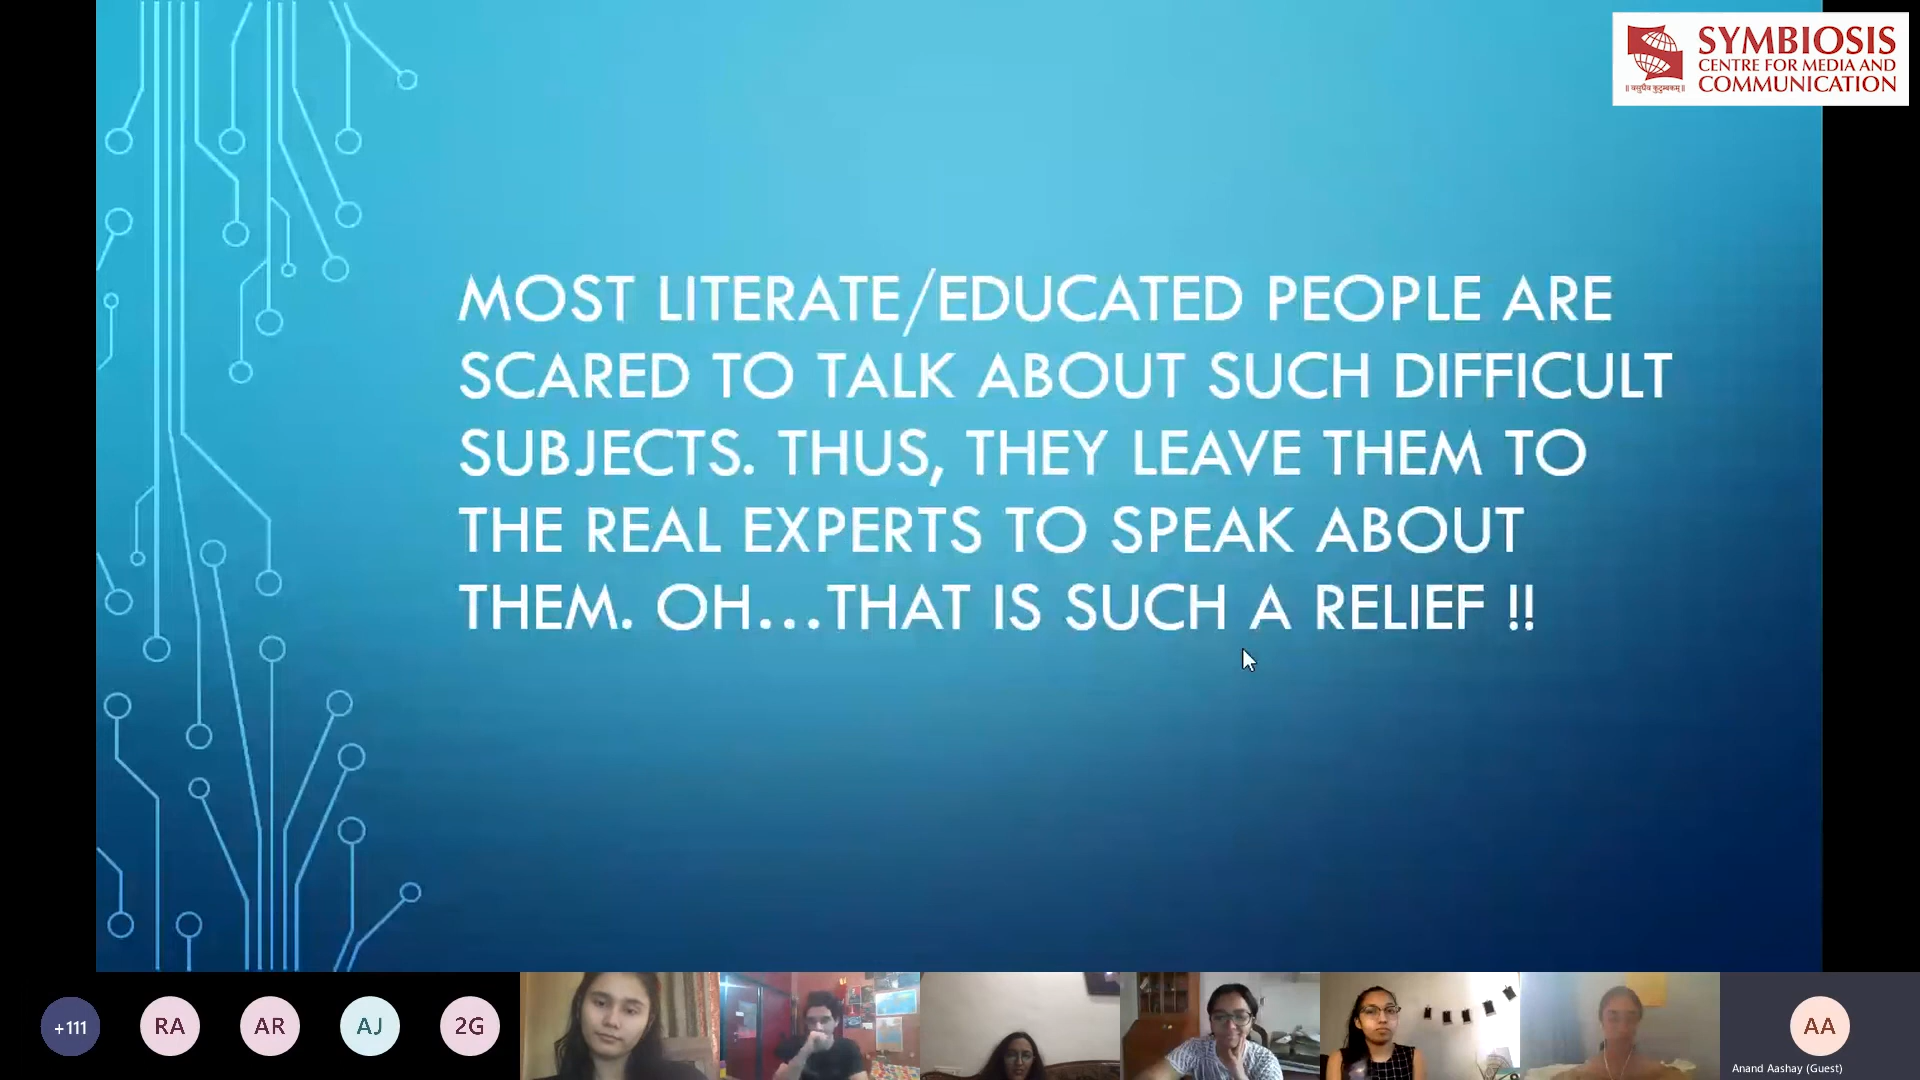 SYMBIOSIS
CENTRE FOR MEDIA AND
COMMUNICATION
॥ वसुधैव कुटुम्बकम् ॥
MOST LITERATE/EDUCATED PEOPLE ARE
SCARED TO TALK ABOUT SUCH DIFFICULT
SUBJECTS. THUS, THEY LEAVE THEM TO
THE REAL EXPERTS TO SPEAK ABOUT
THEM. OH...THAT IS SUCH A RELIEF !!
+111 RA AR AJ 2G AA
Anand Aashay (Guest)